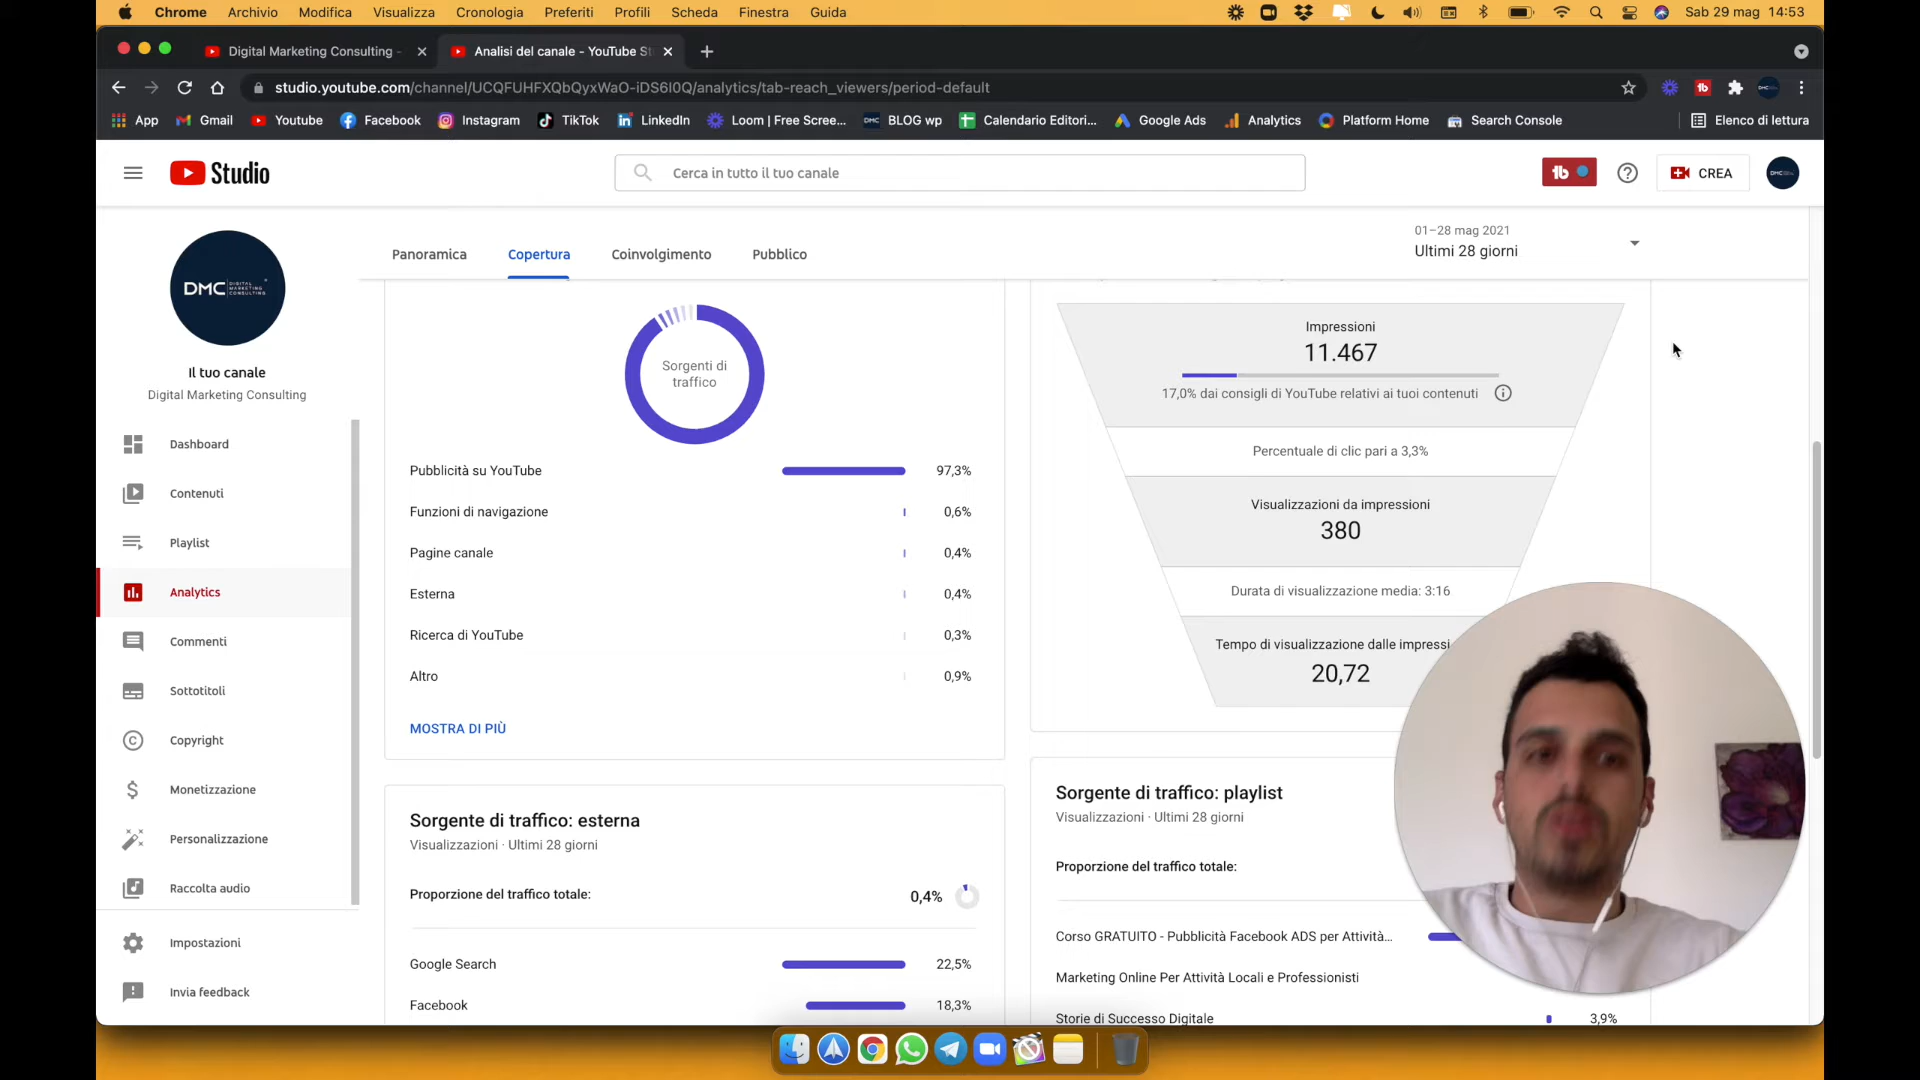 Chrome Archivio Modifica Visualizza Cronologia Preferiti Profili Scheda Finestra Guida Sab 29 mag 14:53
Digital Marketing Consulting - Analisi del canale - YouTube St
studio.youtube.com/channel/UCQFUHFXQbQyxWaO-iDS6I0Q/analytics/tab-reach_viewers/period-default
App Gmail Youtube Facebook Instagram TikTok LinkedIn Loom | Free Scree... BLOG wp Calendario Editori... Google Ads Analytics Platform Home Search Console Elenco di lettura
Studio Cerca in tutto il tuo canale CREA
01–28 mag 2021
Ultimi 28 giorni
Panoramica Copertura Coinvolgimento Pubblico
DMC DIGITAL MARKETING CONSULTING
Il tuo canale
Digital Marketing Consulting
Dashboard
Contenuti
Playlist
Analytics
Commenti
Sottotitoli
Copyright
Monetizzazione
Personalizzazione
Raccolta audio
Impostazioni
Invia feedback
Sorgenti di
traffico
Pubblicità su YouTube 97,3%
Funzioni di navigazione 0,6%
Pagine canale 0,4%
Esterna 0,4%
Ricerca di YouTube 0,3%
Altro 0,9%
MOSTRA DI PIÙ
Impressioni
11.467
17,0% dai consigli di YouTube relativi ai tuoi contenuti
Percentuale di clic pari a 3,3%
Visualizzazioni da impressioni
380
Durata di visualizzazione media: 3:16
Tempo di visualizzazione dalle impressi
20,72
Sorgente di traffico: esterna
Visualizzazioni · Ultimi 28 giorni
Proporzione del traffico totale: 0,4%
Google Search 22,5%
Facebook 18,3%
Sorgente di traffico: playlist
Visualizzazioni · Ultimi 28 giorni
Proporzione del traffico totale:
Corso GRATUITO - Pubblicità Facebook ADS per Attività...
Marketing Online Per Attività Locali e Professionisti
Storie di Successo Digitale 3,9%